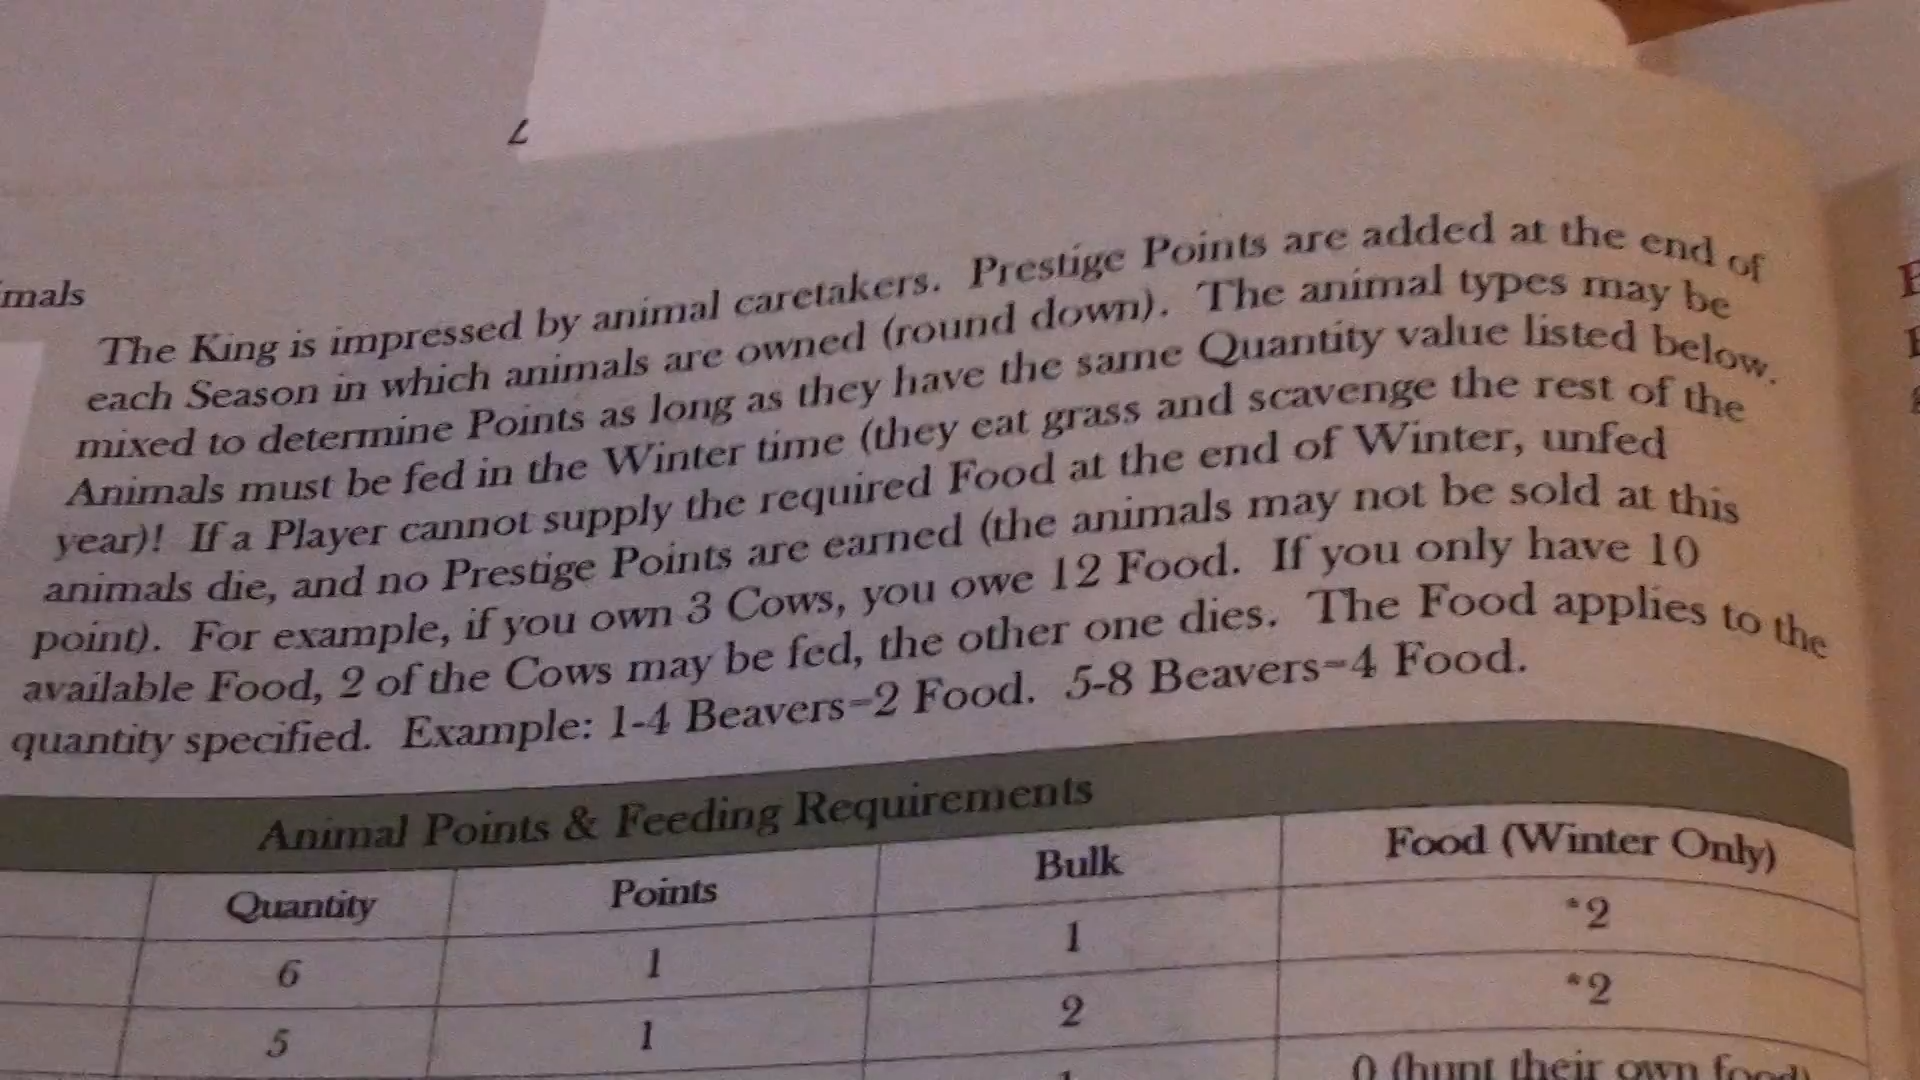 mals
The King is impressed by animal caretakers. Prestige Points are added at the end of
each Season in which animals are owned (round down). The animal types may be
mixed to determine Points as long as they have the same Quantity value listed below.
Animals must be fed in the Winter time (they eat grass and scavenge the rest of the
year)! If a Player cannot supply the required Food at the end of Winter, unfed
animals die, and no Prestige Points are earned (the animals may not be sold at this
point). For example, if you own 3 Cows, you owe 12 Food. If you only have 10
available Food, 2 of the Cows may be fed, the other one dies. The Food applies to the
quantity specified. Example: 1-4 Beavers=2 Food. 5-8 Beavers=4 Food.
Animal Points & Feeding Requirements
Quantity Points Bulk Food (Winter Only)
6 1 1 *2
5 1 2 *2
0 (hunt their own food)